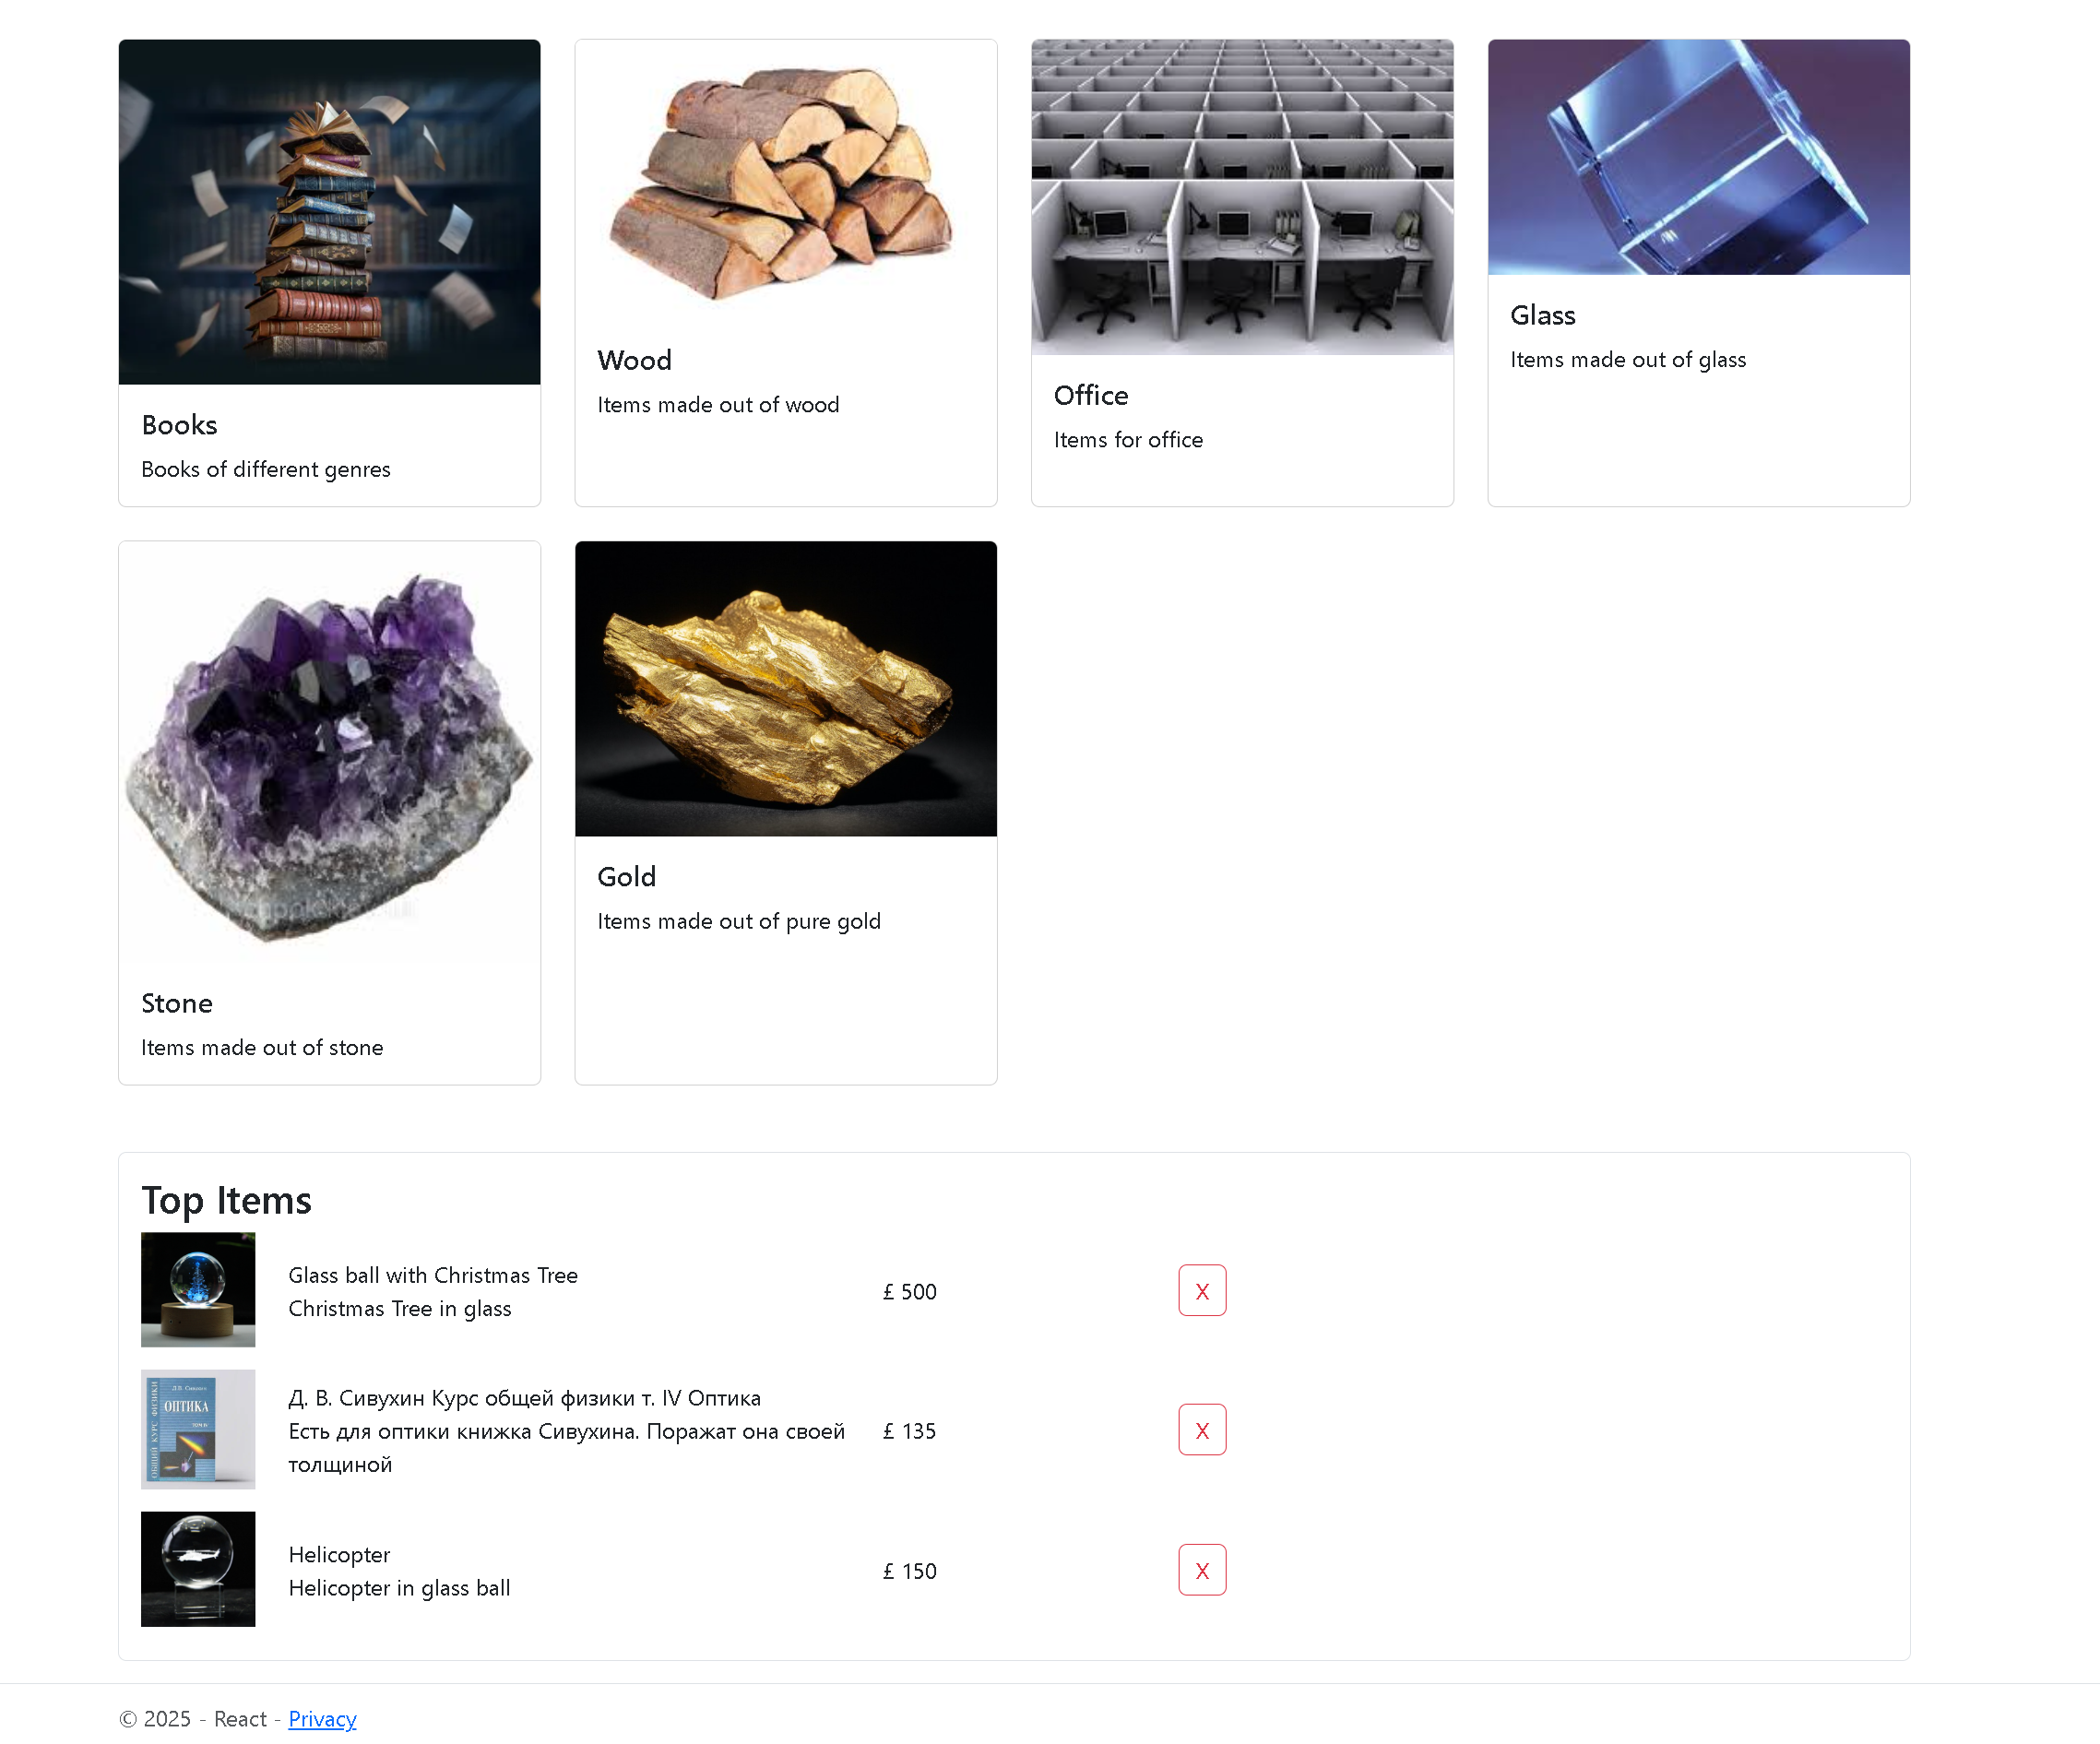 Books
Books of different genres
Wood
Items made out of wood
Office
Items for office
Glass
Items made out of glass
Stone
Items made out of stone
Gold
Items made out of pure gold
Top Items
Glass ball with Christmas Tree
Christmas Tree in glass
£ 500
X
Д. В. Сивухин Курс общей физики т. IV Оптика
Есть для оптики книжка Сивухина. Поражат она своей
толщиной
£ 135
X
ОПТИКА
ОБЩИЙ КУРС ФИЗИКИ
Helicopter
Helicopter in glass ball
£ 150
X
© 2025 - React - Privacy